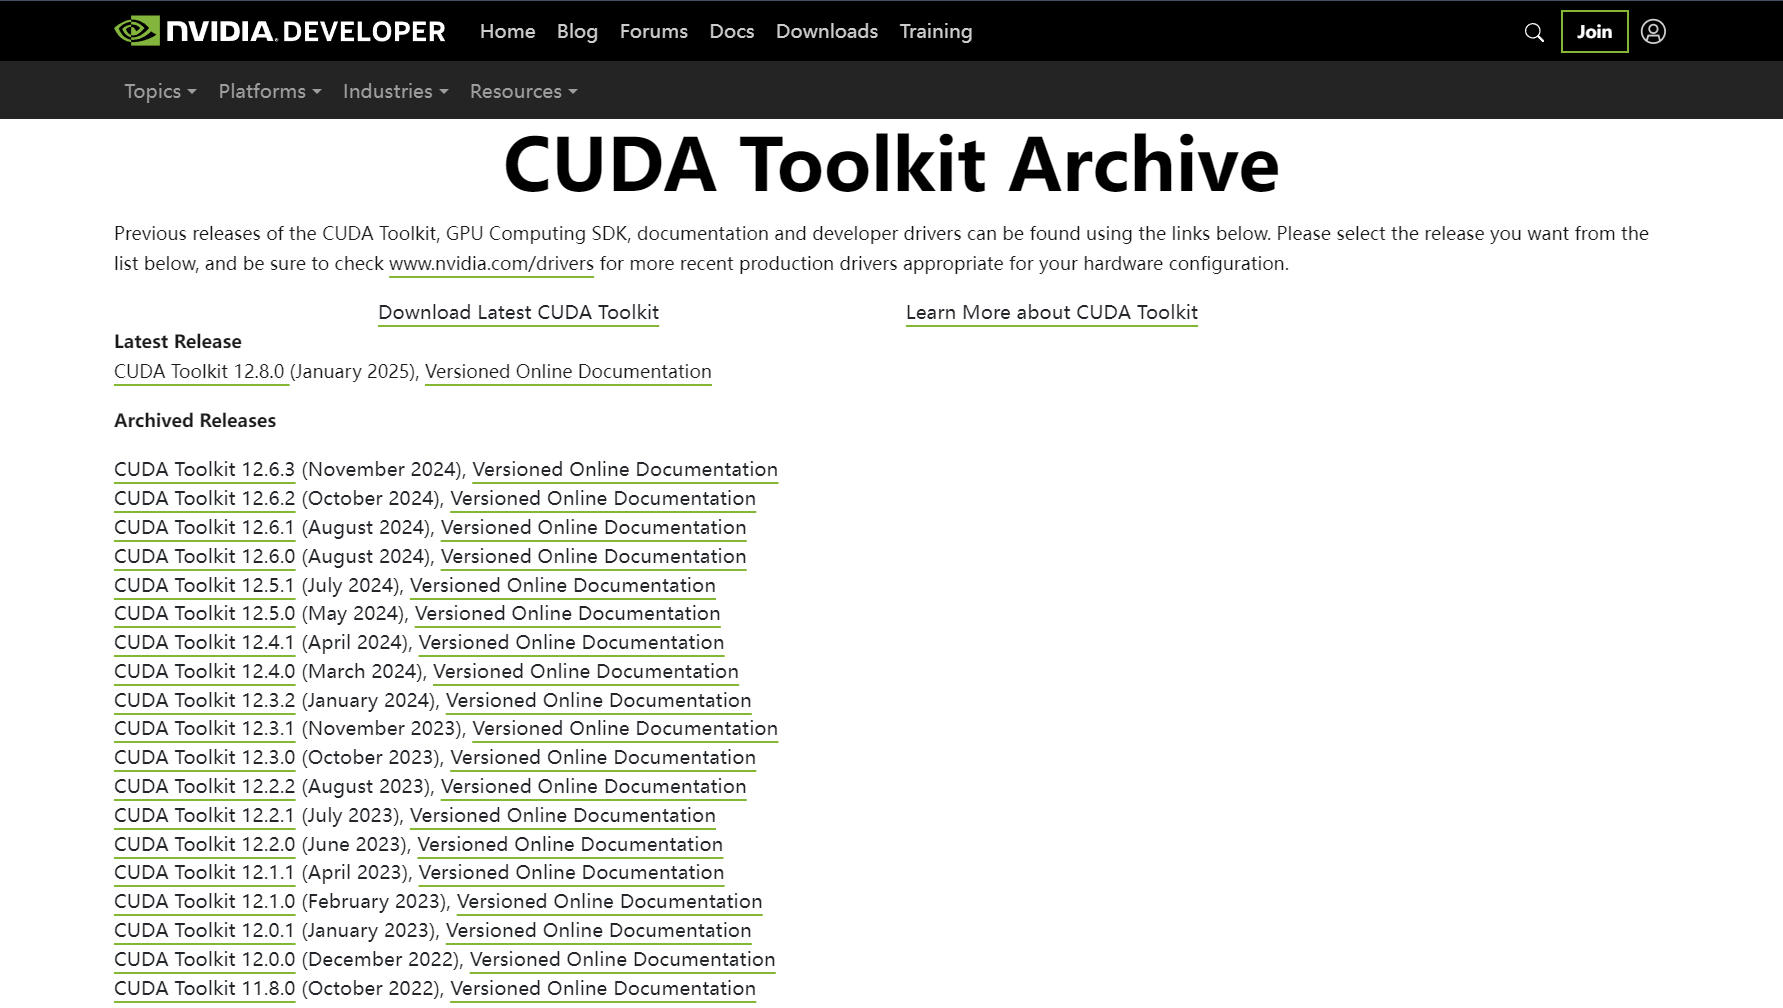 NVIDIA. DEVELOPER Home Blog Forums Docs Downloads Training Join
Topics Platforms Industries Resources
CUDA Toolkit Archive
Previous releases of the CUDA Toolkit, GPU Computing SDK, documentation and developer drivers can be found using the links below. Please select the release you want from the
list below, and be sure to check www.nvidia.com/drivers for more recent production drivers appropriate for your hardware configuration.
Download Latest CUDA Toolkit Learn More about CUDA Toolkit
Latest Release
CUDA Toolkit 12.8.0 (January 2025), Versioned Online Documentation
Archived Releases
CUDA Toolkit 12.6.3 (November 2024), Versioned Online Documentation
CUDA Toolkit 12.6.2 (October 2024), Versioned Online Documentation
CUDA Toolkit 12.6.1 (August 2024), Versioned Online Documentation
CUDA Toolkit 12.6.0 (August 2024), Versioned Online Documentation
CUDA Toolkit 12.5.1 (July 2024), Versioned Online Documentation
CUDA Toolkit 12.5.0 (May 2024), Versioned Online Documentation
CUDA Toolkit 12.4.1 (April 2024), Versioned Online Documentation
CUDA Toolkit 12.4.0 (March 2024), Versioned Online Documentation
CUDA Toolkit 12.3.2 (January 2024), Versioned Online Documentation
CUDA Toolkit 12.3.1 (November 2023), Versioned Online Documentation
CUDA Toolkit 12.3.0 (October 2023), Versioned Online Documentation
CUDA Toolkit 12.2.2 (August 2023), Versioned Online Documentation
CUDA Toolkit 12.2.1 (July 2023), Versioned Online Documentation
CUDA Toolkit 12.2.0 (June 2023), Versioned Online Documentation
CUDA Toolkit 12.1.1 (April 2023), Versioned Online Documentation
CUDA Toolkit 12.1.0 (February 2023), Versioned Online Documentation
CUDA Toolkit 12.0.1 (January 2023), Versioned Online Documentation
CUDA Toolkit 12.0.0 (December 2022), Versioned Online Documentation
CUDA Toolkit 11.8.0 (October 2022), Versioned Online Documentation